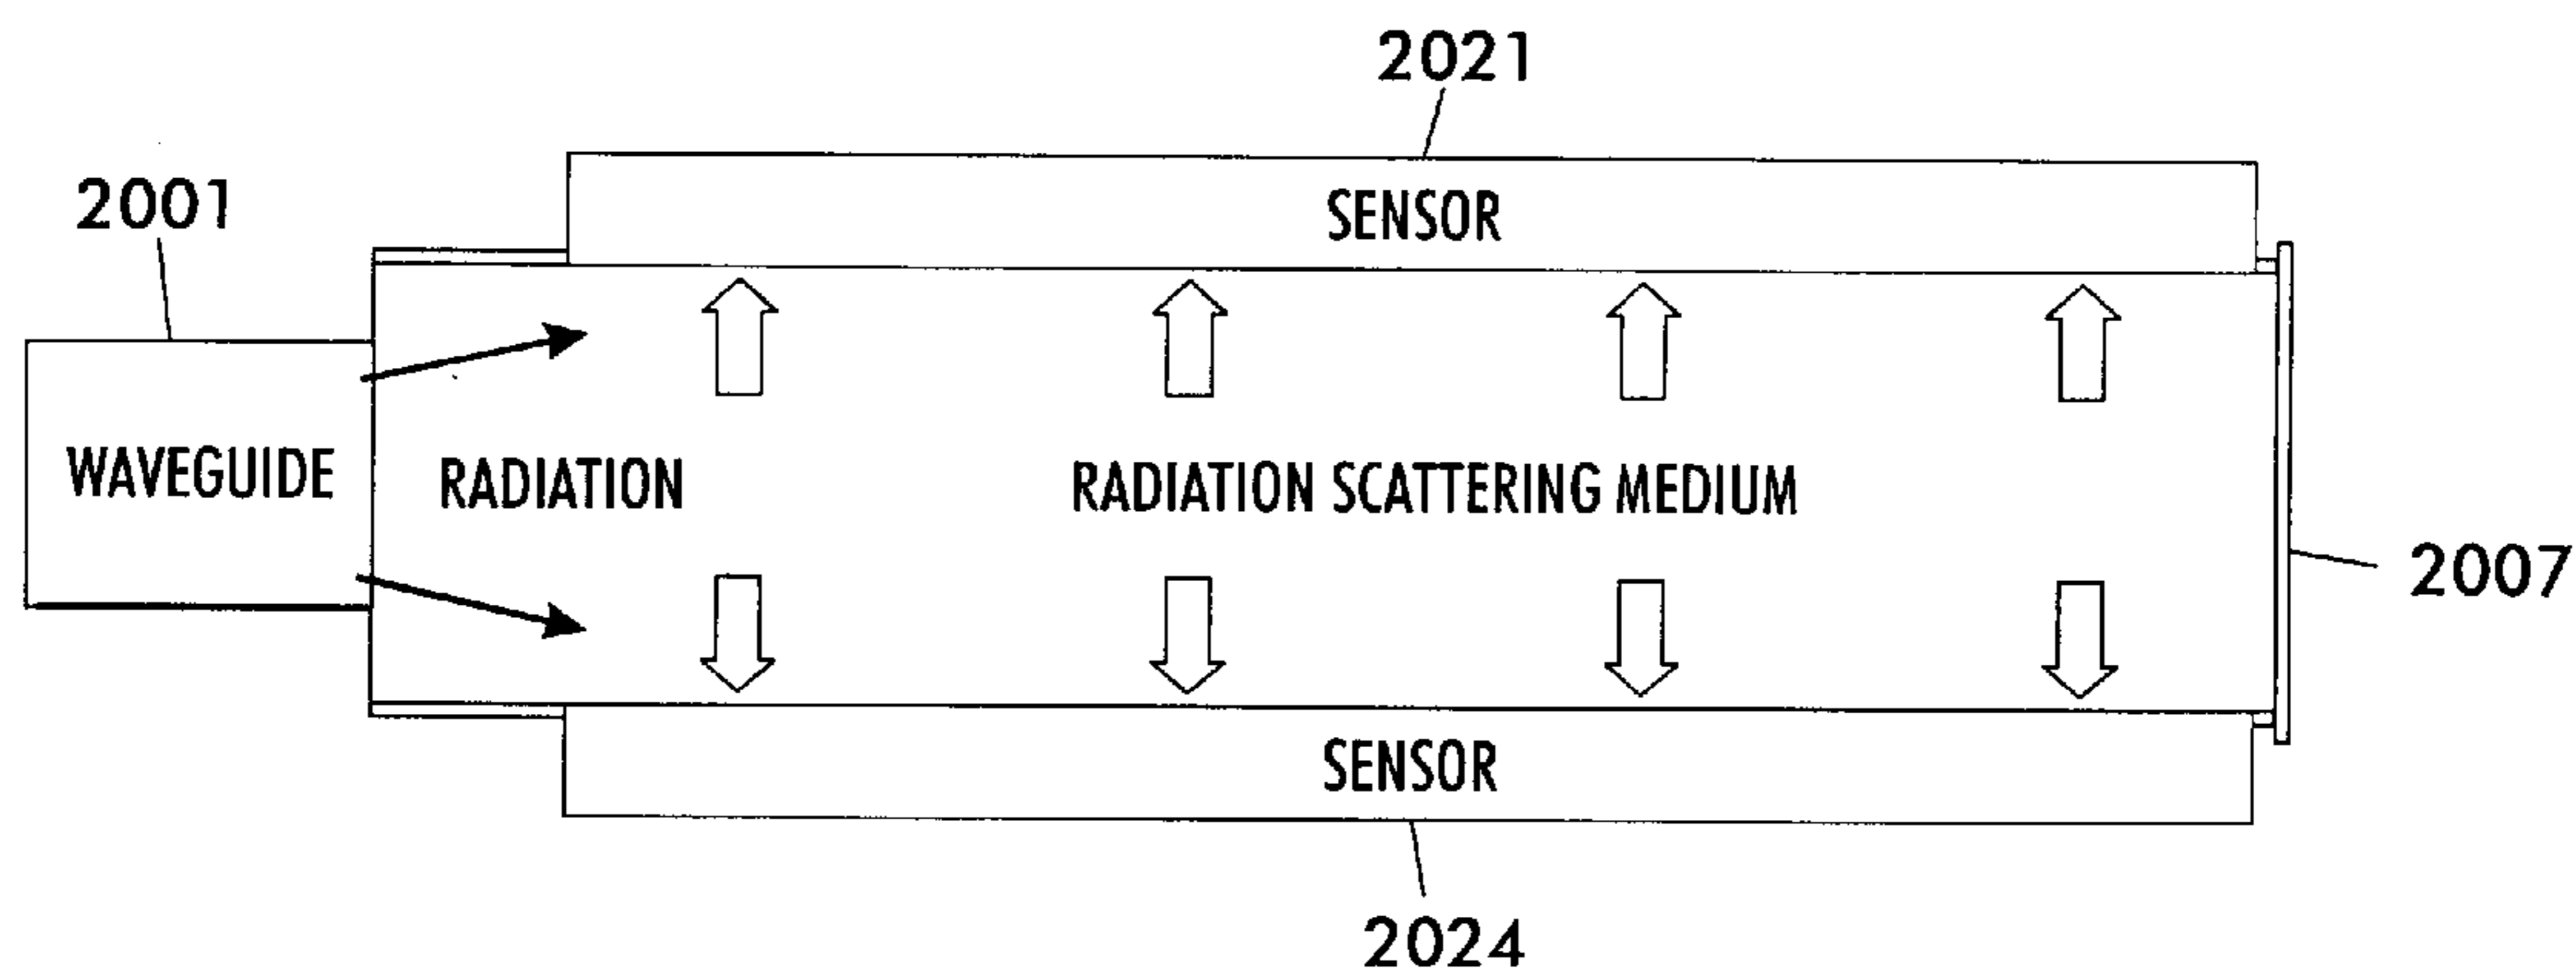 2021
SENSOR
2001
WAVEGUIDE
RADIATION
RADIATION SCATTERING MEDIUM
2007
SENSOR
2024